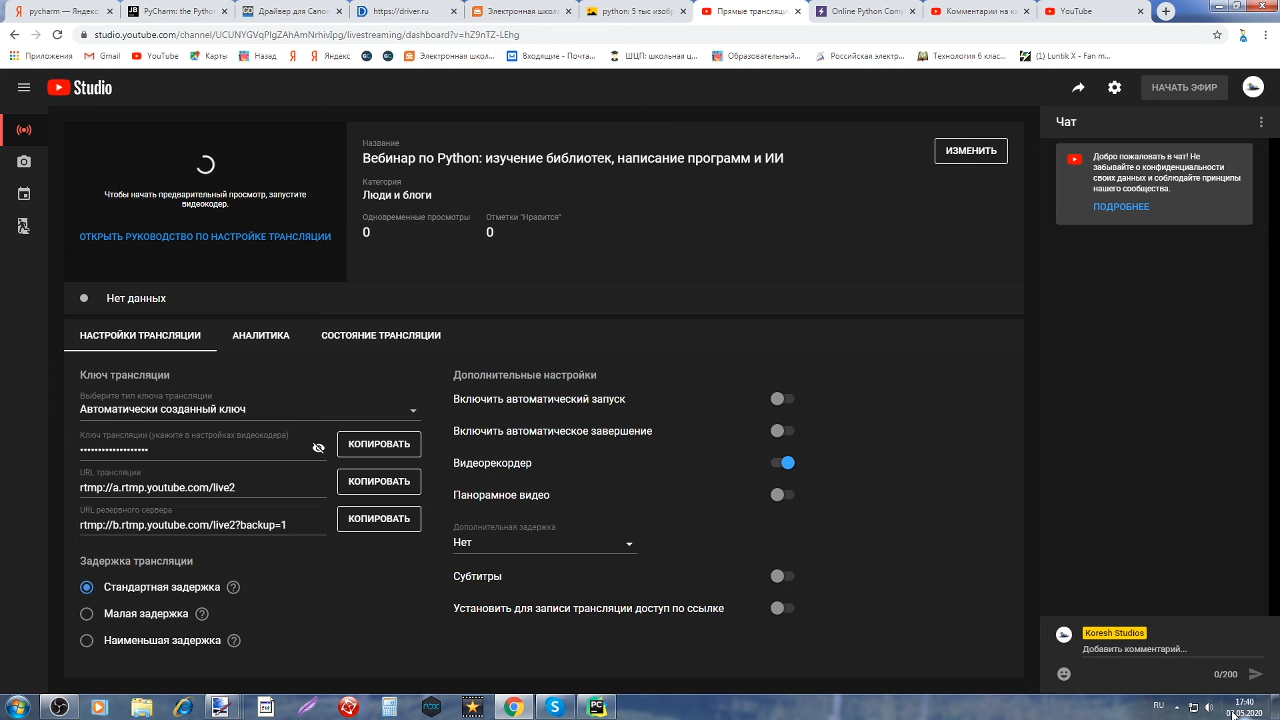 pycharm — Яндекс
PyCharm: the Python
Драйвер для Canon
https://driver.ru
Электронная школа
python: 5 тыс изобр
Прямые трансляции
Online Python Comp
Комментарии на ка
YouTube
studio.youtube.com/channel/UCUNYGVqPlgZAhAmNrhivIpg/livestreaming/dashboard?v=hZ9nTZ-LEhg
Приложения
Gmail
YouTube
Карты
Назад
Яндекс
Электронная школ...
Входящие - Почта...
ШЦП: школьная ц...
Образовательный...
Российская электро...
Технология 6 клас...
(1) Luntik X - Fan m...
Studio
НАЧАТЬ ЭФИР
Чтобы начать предварительный просмотр, запустите
видеокодер.
ОТКРЫТЬ РУКОВОДСТВО ПО НАСТРОЙКЕ ТРАНСЛЯЦИИ
Название
Вебинар по Python: изучение библиотек, написание программ и ИИ
ИЗМЕНИТЬ
Категория
Люди и блоги
Одновременные просмотры
Отметки "Нравится"
0
0
Нет данных
НАСТРОЙКИ ТРАНСЛЯЦИИ
АНАЛИТИКА
СОСТОЯНИЕ ТРАНСЛЯЦИИ
Ключ трансляции
Выберите тип ключа трансляции
Автоматически созданный ключ
Ключ трансляции (укажите в настройках видеокодера)
•••••••••••••••••••
КОПИРОВАТЬ
URL трансляции
rtmp://a.rtmp.youtube.com/live2
КОПИРОВАТЬ
URL резервного сервера
rtmp://b.rtmp.youtube.com/live2?backup=1
КОПИРОВАТЬ
Задержка трансляции
Стандартная задержка
Малая задержка
Наименьшая задержка
Дополнительные настройки
Включить автоматический запуск
Включить автоматическое завершение
Видеорекордер
Панорамное видео
Дополнительная задержка
Нет
Субтитры
Установить для записи трансляции доступ по ссылке
Чат
Добро пожаловать в чат! Не
забывайте о конфиденциальности
своих данных и соблюдайте принципы
нашего сообщества.
ПОДРОБНЕЕ
Koresh Studios
Добавить комментарий...
0/200
RU
17:40
07.05.2020